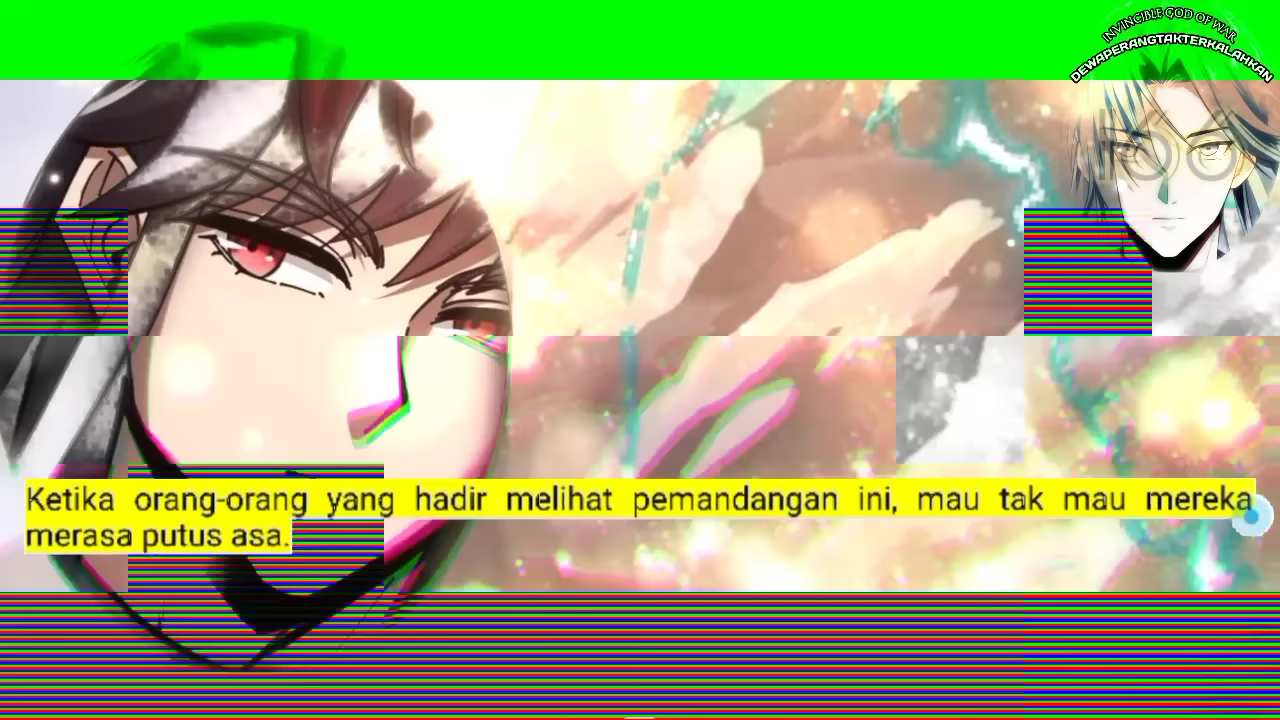 INVINCIBLE GOD OF WAR
DEWAPERANGTAKTERKALAHKAN
Ketika orang-orang yang hadir melihat pemandangan ini, mau tak mau mereka
merasa putus asa.